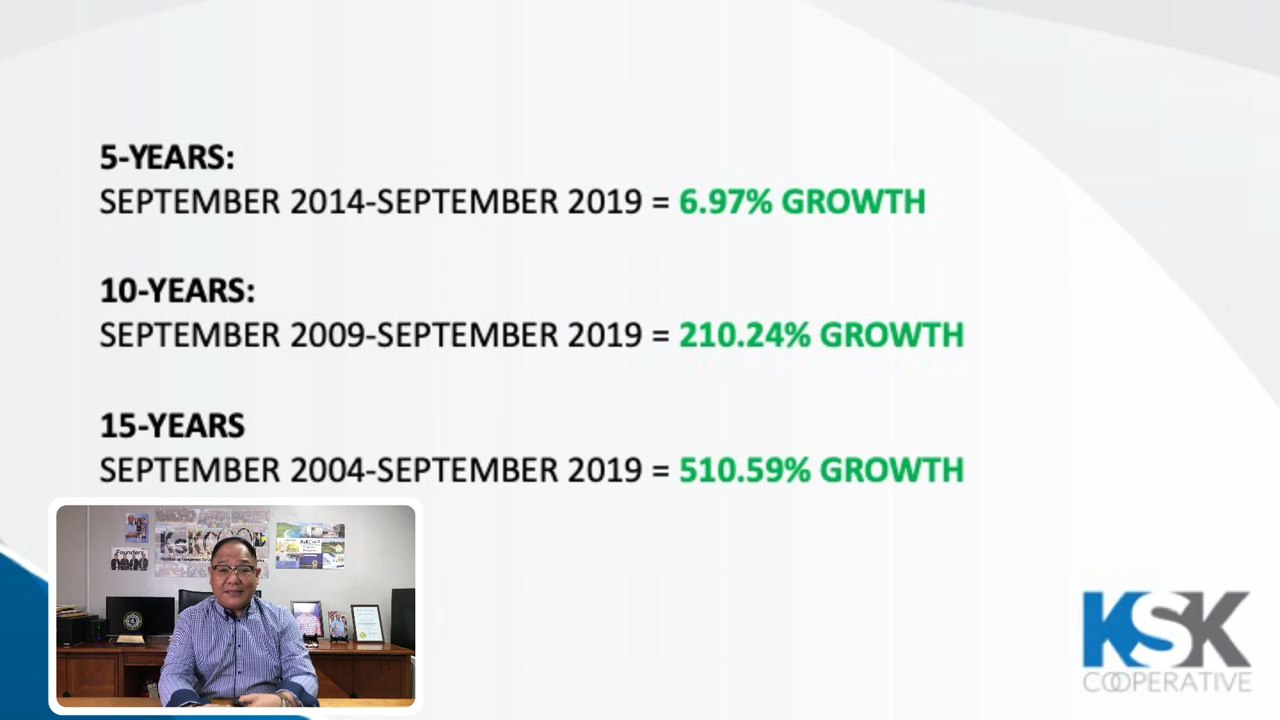 5-YEARS:
SEPTEMBER 2014-SEPTEMBER 2019 = 6.97% GROWTH
10-YEARS:
SEPTEMBER 2009-SEPTEMBER 2019 = 210.24% GROWTH
15-YEARS
SEPTEMBER 2004-SEPTEMBER 2019 = 510.59% GROWTH
Founders
KSK
COOPERATIVE